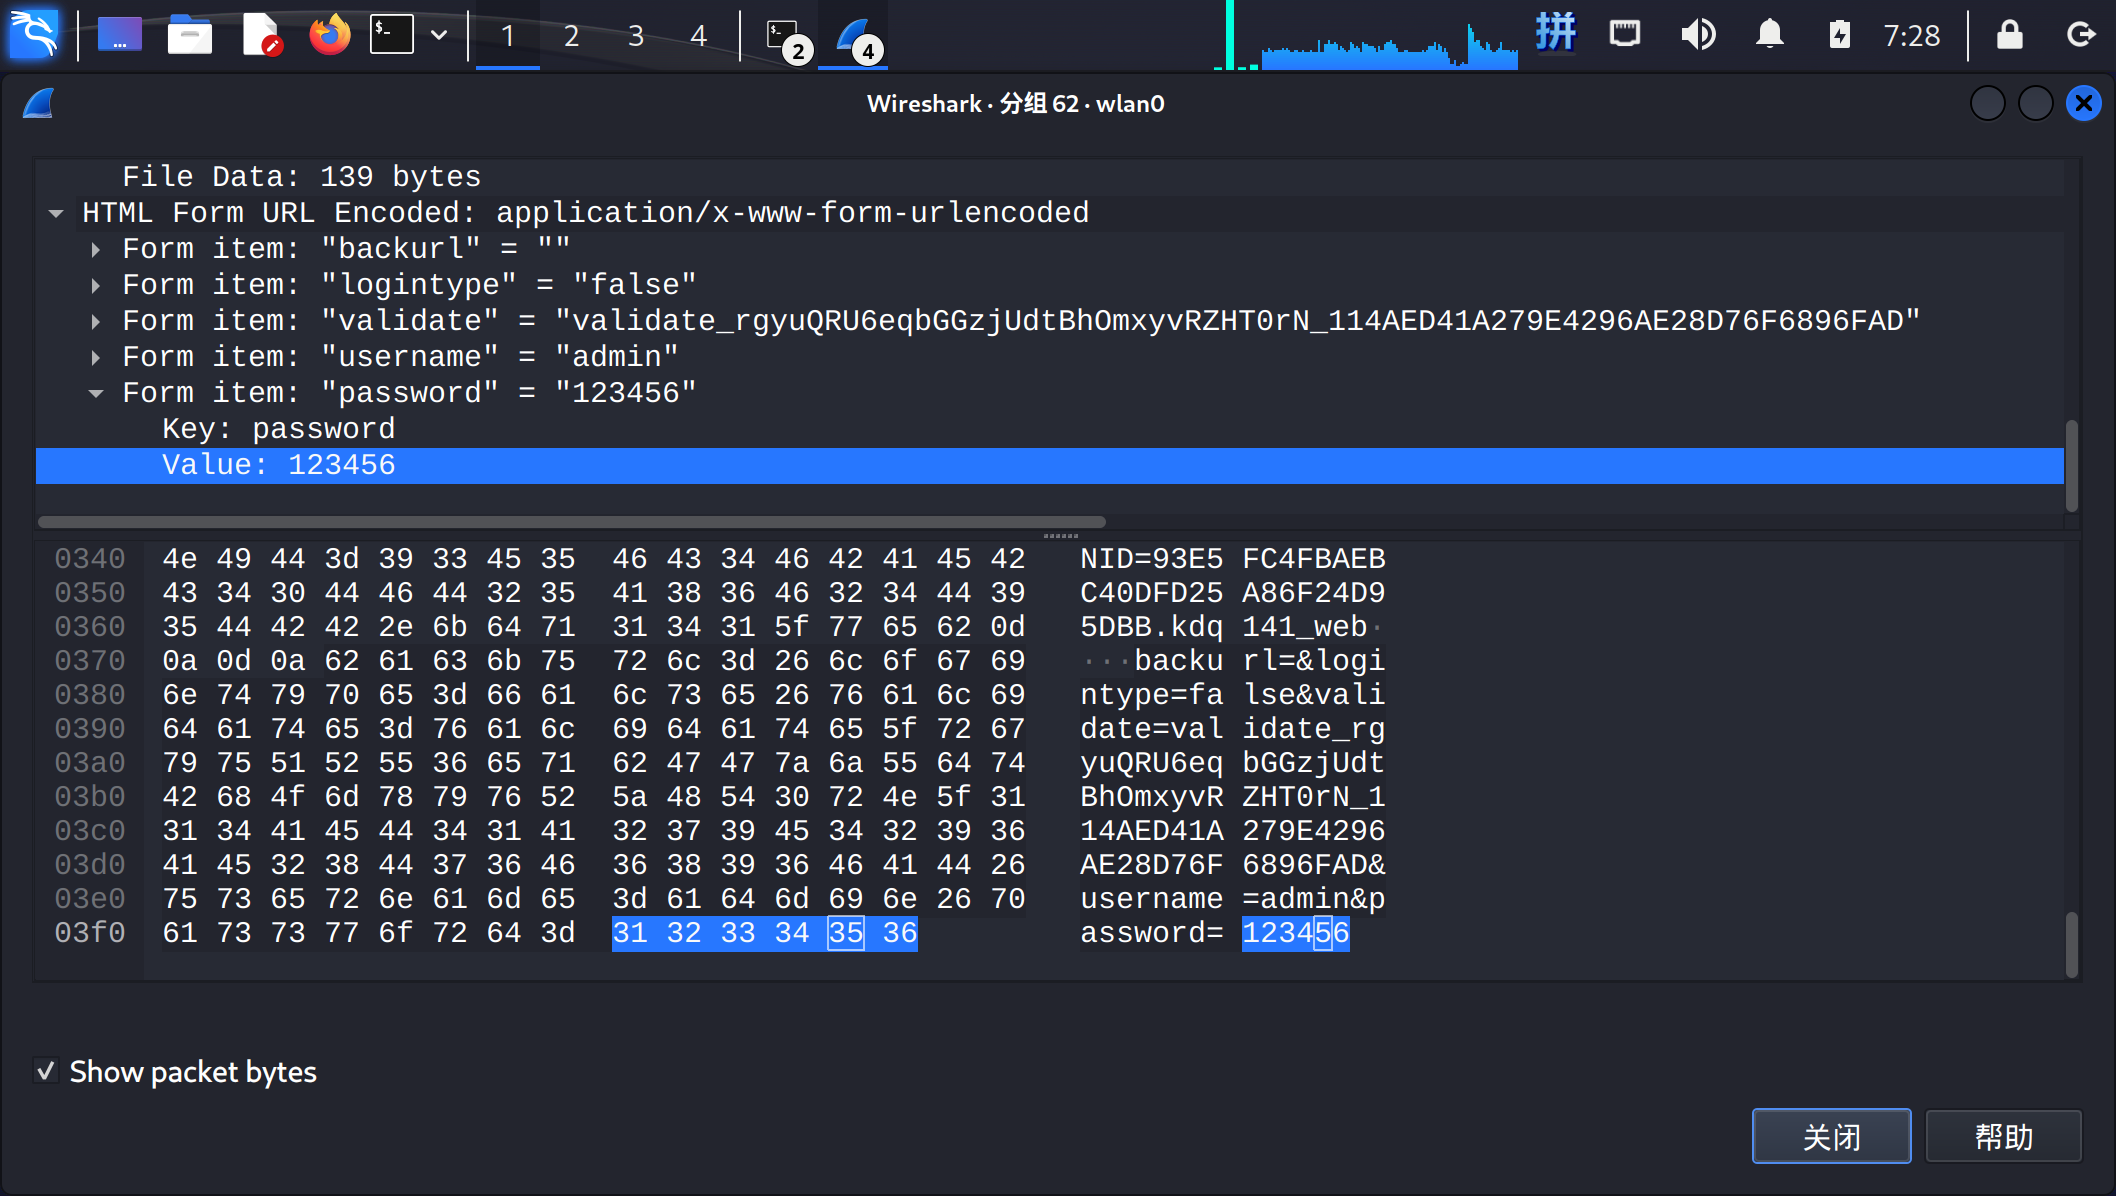 1 2 3 4 2 4 拼 7:28
Wireshark · 分组 62 · wlan0
File Data: 139 bytes
HTML Form URL Encoded: application/x-www-form-urlencoded
Form item: "backurl" = ""
Form item: "logintype" = "false"
Form item: "validate" = "validate_rgyuQRU6eqbGGzjUdtBhOmxyvRZHT0rN_114AED41A279E4296AE28D76F6896FAD"
Form item: "username" = "admin"
Form item: "password" = "123456"
Key: password
Value: 123456
0340 4e 49 44 3d 39 33 45 35 46 43 34 46 42 41 45 42 NID=93E5 FC4FBAEB
0350 43 34 30 44 46 44 32 35 41 38 36 46 32 34 44 39 C40DFD25 A86F24D9
0360 35 44 42 42 2e 6b 64 71 31 34 31 5f 77 65 62 0d 5DBB.kdq 141_web·
0370 0a 0d 0a 62 61 63 6b 75 72 6c 3d 26 6c 6f 67 69 ···backu rl=&logi
0380 6e 74 79 70 65 3d 66 61 6c 73 65 26 76 61 6c 69 ntype=fa lse&vali
0390 64 61 74 65 3d 76 61 6c 69 64 61 74 65 5f 72 67 date=val idate_rg
03a0 79 75 51 52 55 36 65 71 62 47 47 7a 6a 55 64 74 yuQRU6eq bGGzjUdt
03b0 42 68 4f 6d 78 79 76 52 5a 48 54 30 72 4e 5f 31 BhOmxyvR ZHT0rN_1
03c0 31 34 41 45 44 34 31 41 32 37 39 45 34 32 39 36 14AED41A 279E4296
03d0 41 45 32 38 44 37 36 46 36 38 39 36 46 41 44 26 AE28D76F 6896FAD&
03e0 75 73 65 72 6e 61 6d 65 3d 61 64 6d 69 6e 26 70 username =admin&p
03f0 61 73 73 77 6f 72 64 3d 31 32 33 34 35 36 assword= 123456
Show packet bytes
关闭 帮助